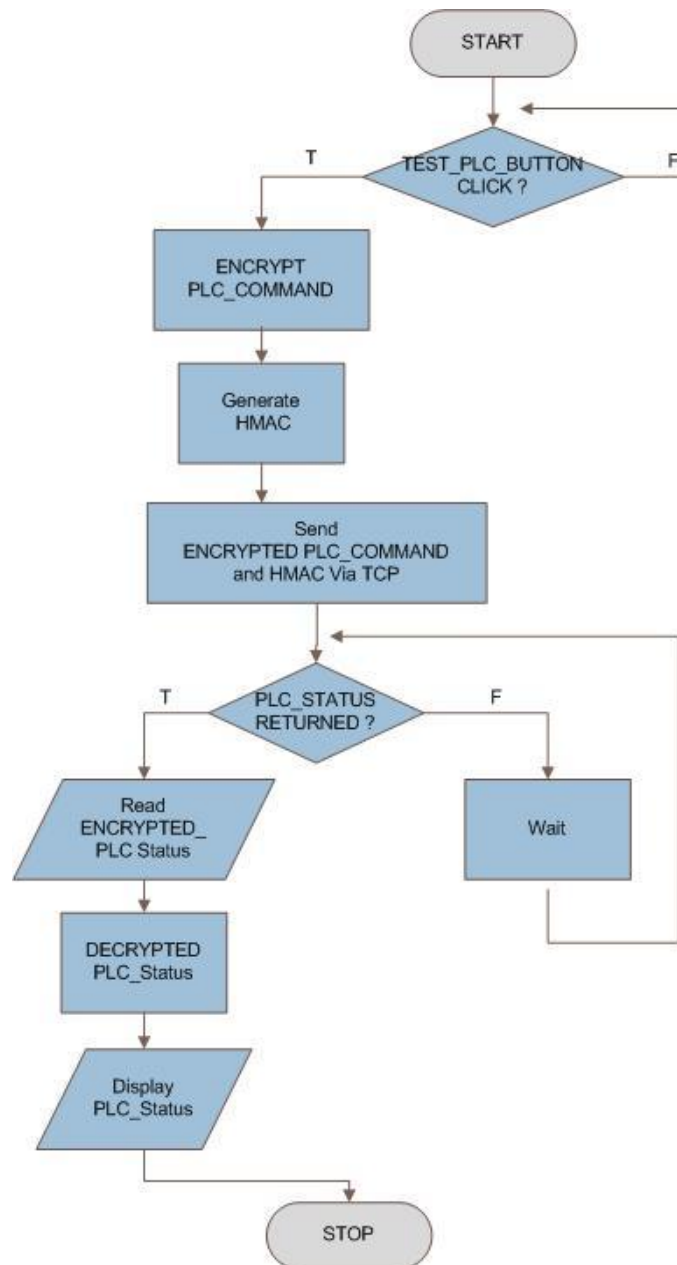 START
T
TEST_PLC_BUTTON
CLICK ?
F
ENCRYPT
PLC_COMMAND
Generate
HMAC
Send
ENCRYPTED PLC_COMMAND
and HMAC Via TCP
T
PLC_STATUS
RETURNED ?
F
Read
ENCRYPTED_
PLC Status
Wait
DECRYPTED
PLC_Status
Display
PLC_Status
STOP